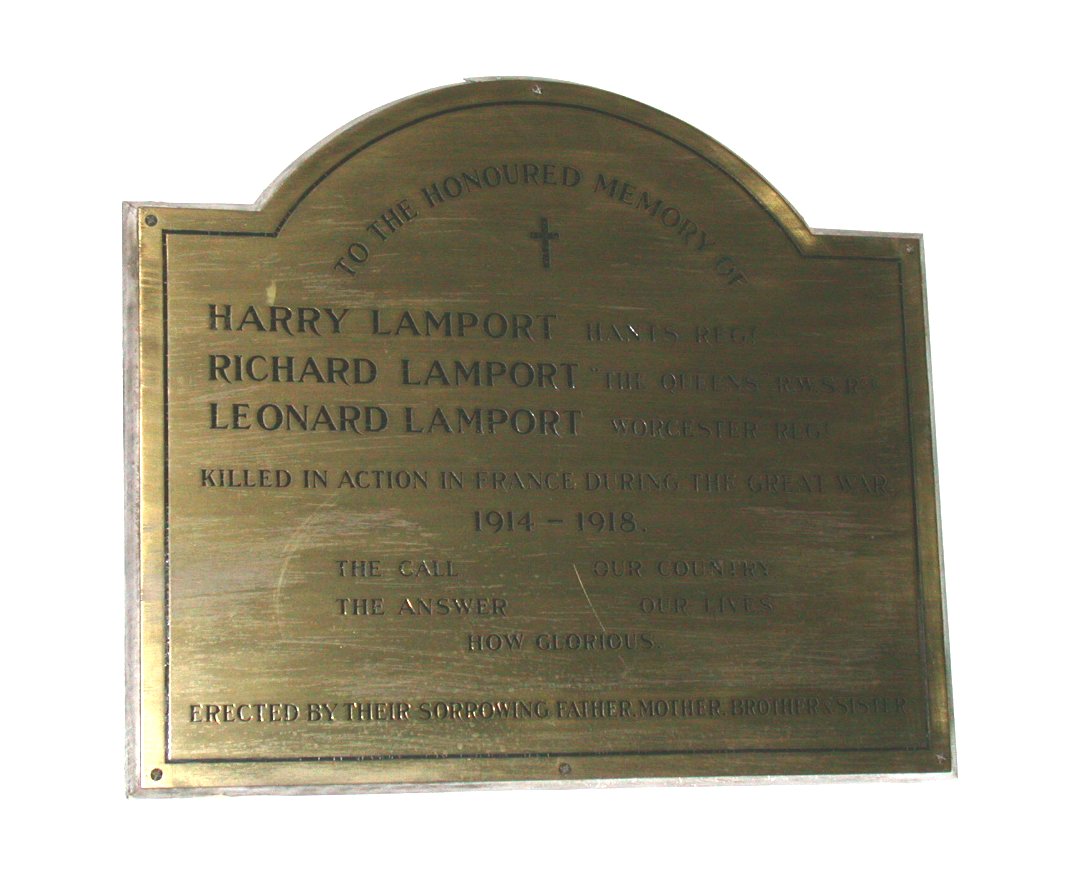 TO THE HONOURED MEMORY OF
HARRY LAMPORT HANTS REGT
RICHARD LAMPORT "THE QUEENS R.W.S.R."
LEONARD LAMPORT WORCESTER REGT
KILLED IN ACTION IN FRANCE DURING THE GREAT WAR.
1914 – 1918.
THE CALL OUR COUNTRY
THE ANSWER OUR LIVES
HOW GLORIOUS.
ERECTED BY THEIR SORROWING FATHER. MOTHER. BROTHER & SISTER